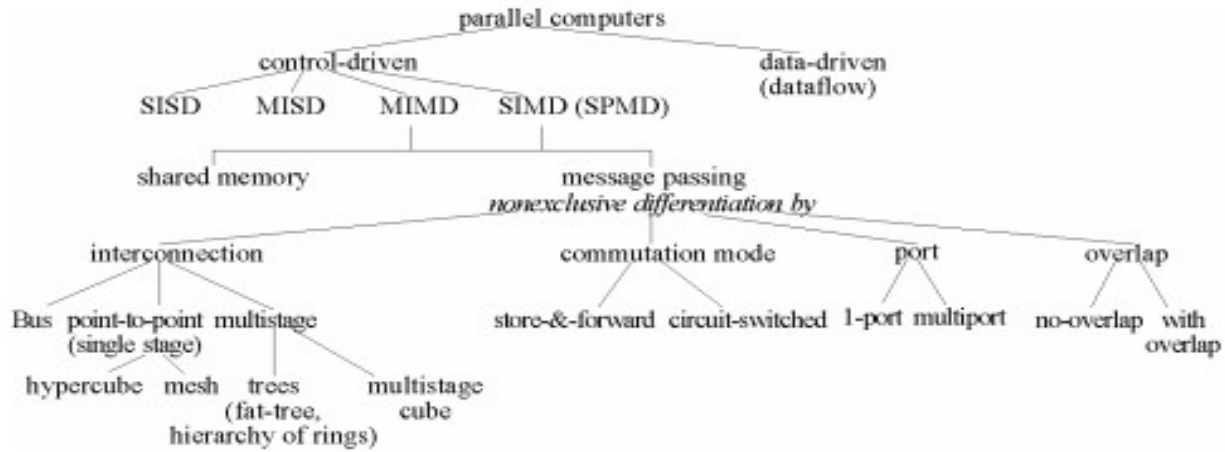 parallel computers
control-driven data-driven
(dataflow)
SISD MISD MIMD SIMD (SPMD)
shared memory message passing
nonexclusive differentiation by
interconnection commutation mode port overlap
Bus point-to-point multistage store-&-forward circuit-switched 1-port multiport no-overlap with
(single stage) overlap
hypercube mesh trees multistage
(fat-tree, cube
hierarchy of rings)